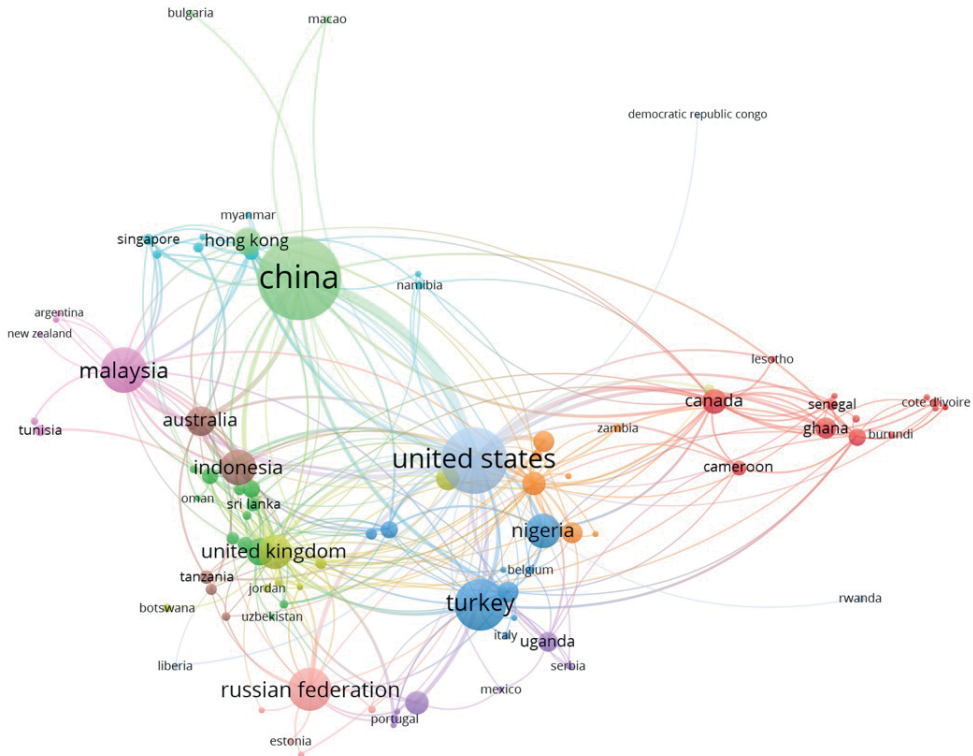 bulgaria
macao
democratic republic congo
myanmar
singapore
hong kong
china
namibia
argentina
new zealand
malaysia
lesotho
canada
senegal
cote d'ivoire
australia
tunisia
zambia
ghana
burundi
united states
indonesia
cameroon
oman
sri lanka
nigeria
united kingdom
belgium
tanzania
jordan
turkey
botswana
uzbekistan
rwanda
italy
uganda
liberia
serbia
russian federation
mexico
portugal
estonia